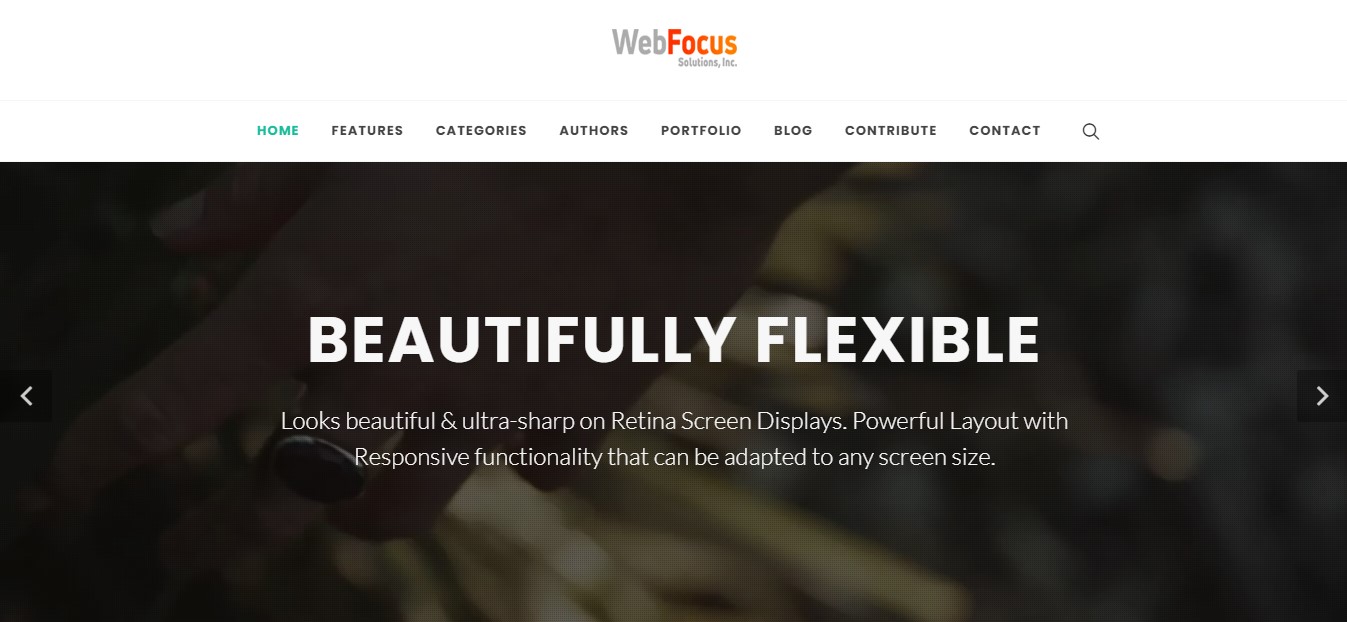 WebFocus
Solutions, Inc.
HOME FEATURES CATEGORIES AUTHORS PORTFOLIO BLOG CONTRIBUTE CONTACT
BEAUTIFULLY FLEXIBLE
Looks beautiful & ultra-sharp on Retina Screen Displays. Powerful Layout with
Responsive functionality that can be adapted to any screen size.